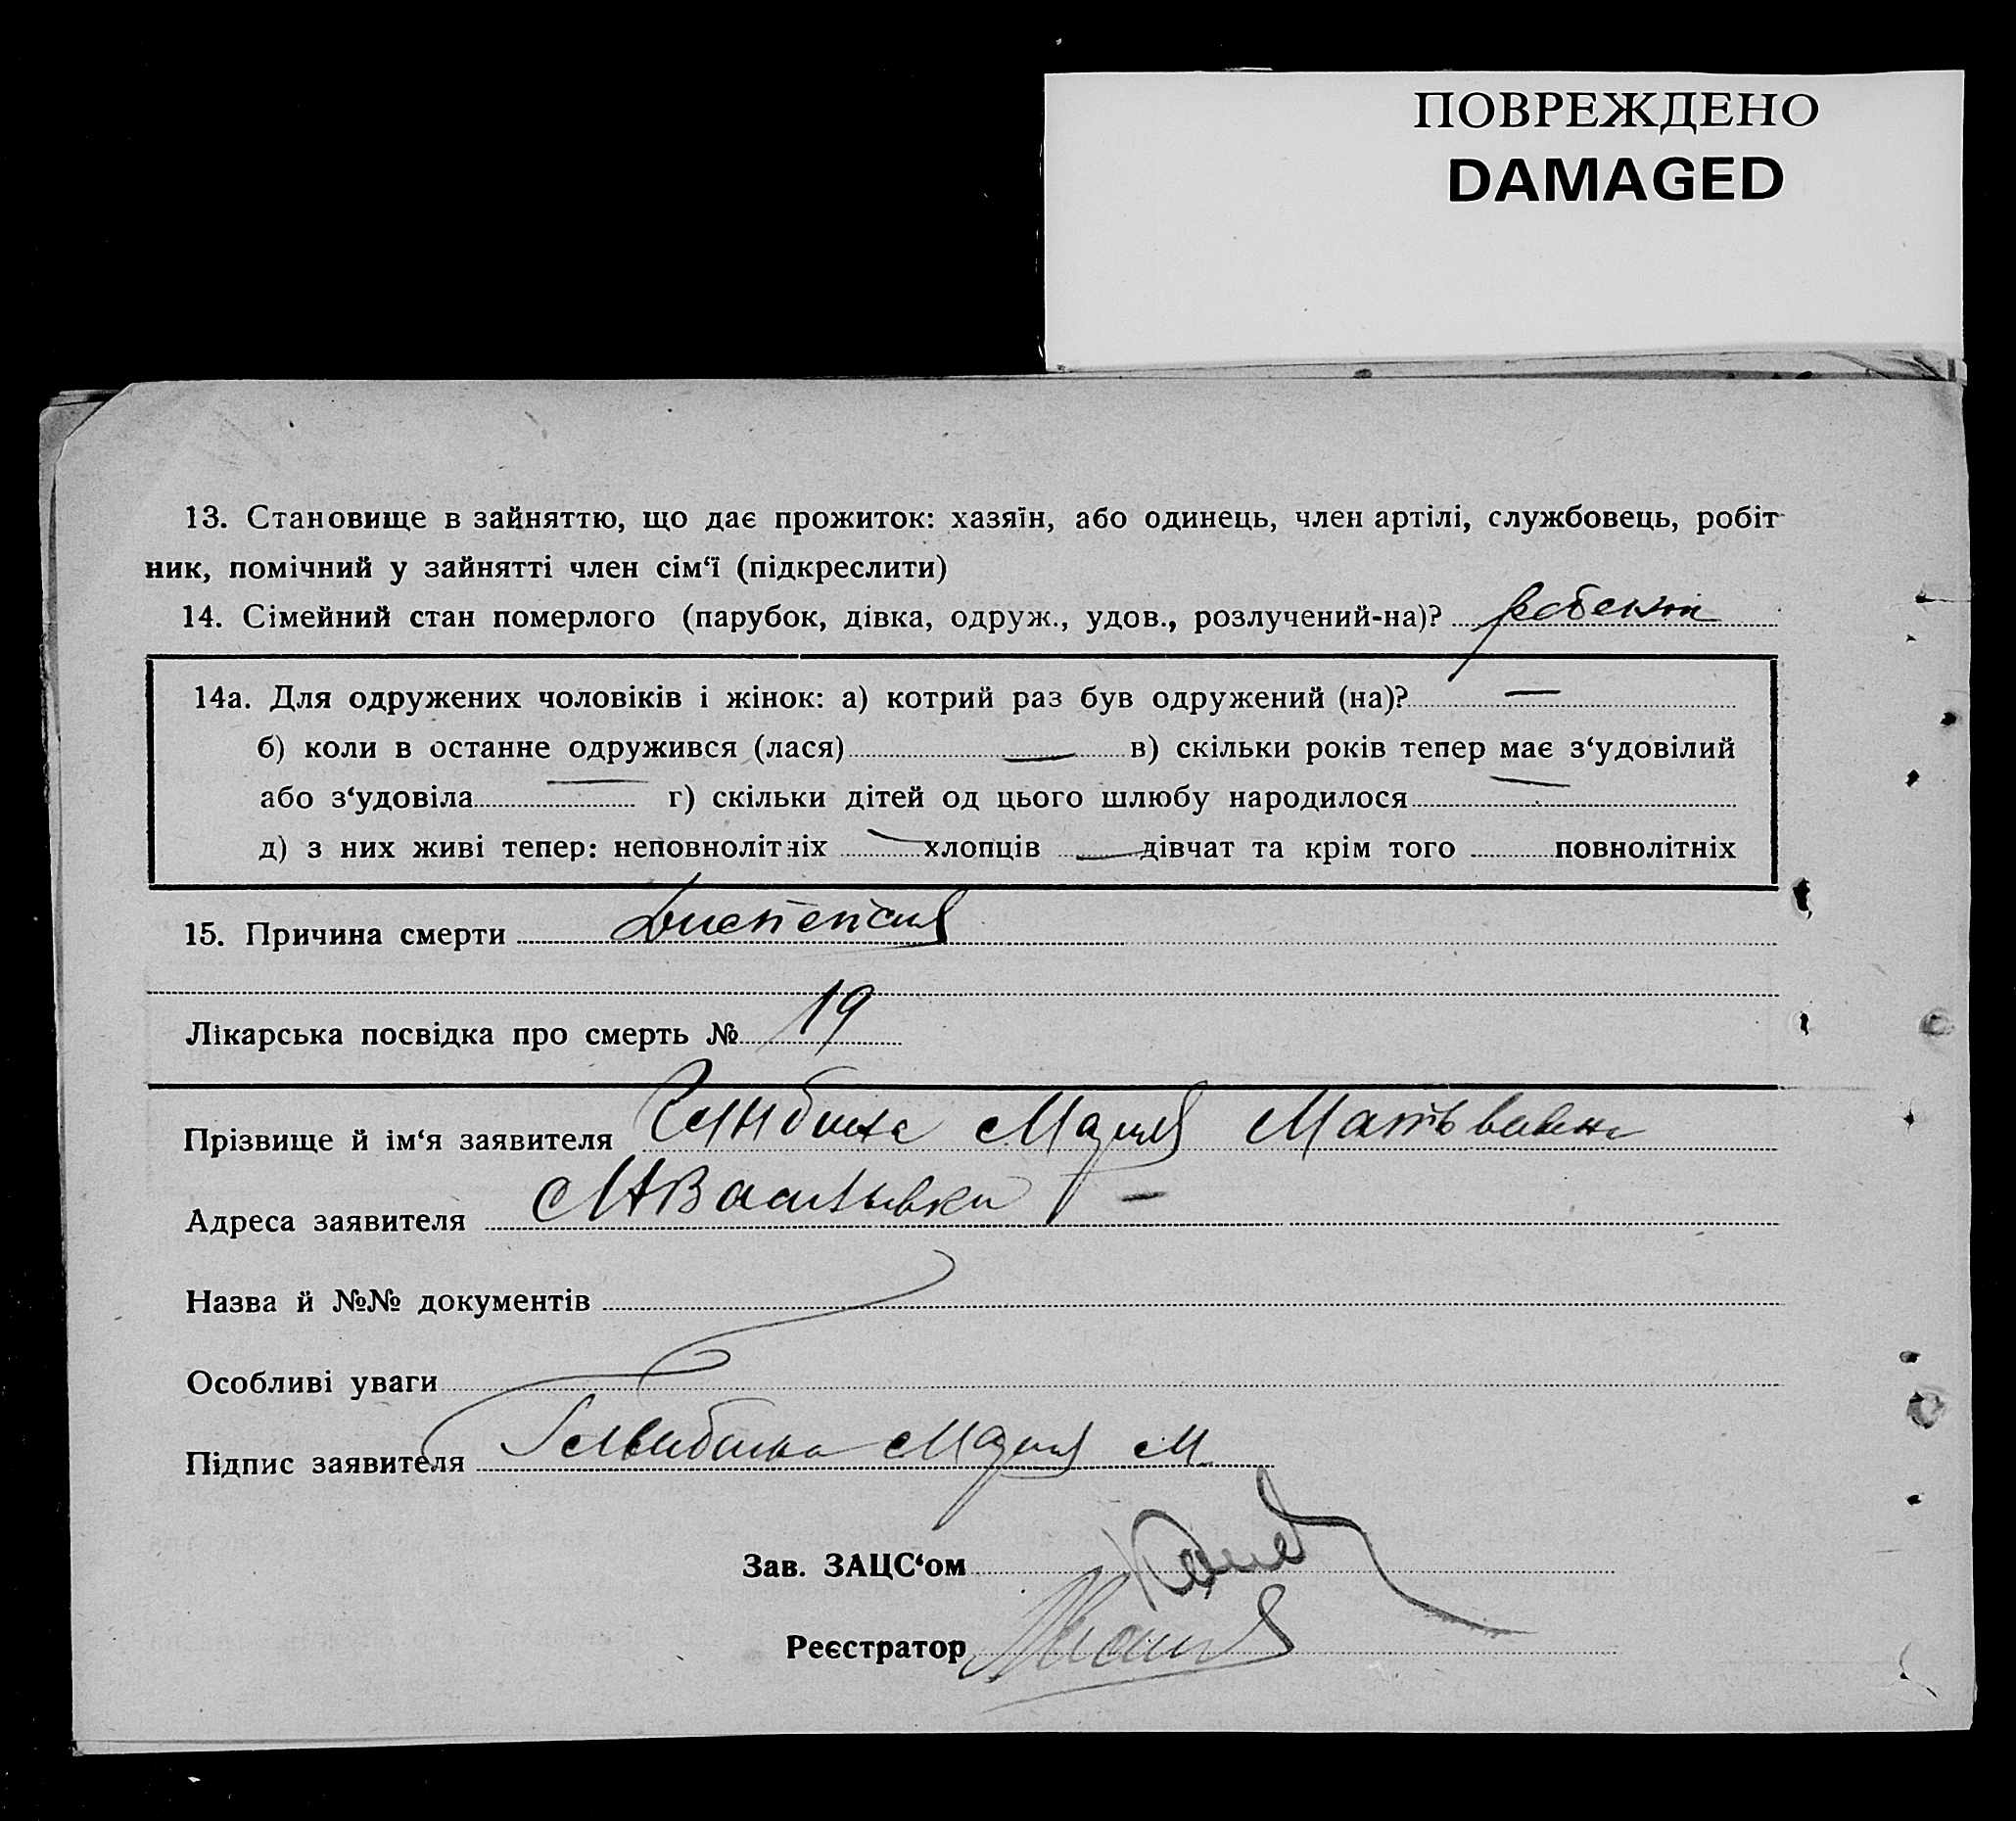 ПОВРЕЖДЕНО
DAMAGED
13. Становище в зайняттю, що дає прожиток: хазяїн, або одинець, член артілі, службовець, робіт-
ник, помічний у зайнятті член сім‘ї (підкреслити)
14. Сімейний стан померлого (парубок, дівка, одруж., удов., розлучений-на)? ребенок
14а. Для одружених чоловіків і жінок: а) котрий раз був одружений (на)? —
б) коли в останне одружився (лася) — в) скільки років тепер має з‘удовілий
або з‘удовіла — г) скільки дітей од цього шлюбу народилося —
д) з них живі тепер: неповнолітніх — хлопців — дівчат та крім того повнолітніх
15. Причина смерти Диспепсия
Лікарська посвідка про смерть № 19
Прізвище й ім‘я заявителя Мария
Адреса заявителя
Назва й №№ документів
Особливі уваги
Підпис заявителя Мария М.
Зав. ЗАЦС‘ом
Реєстратор